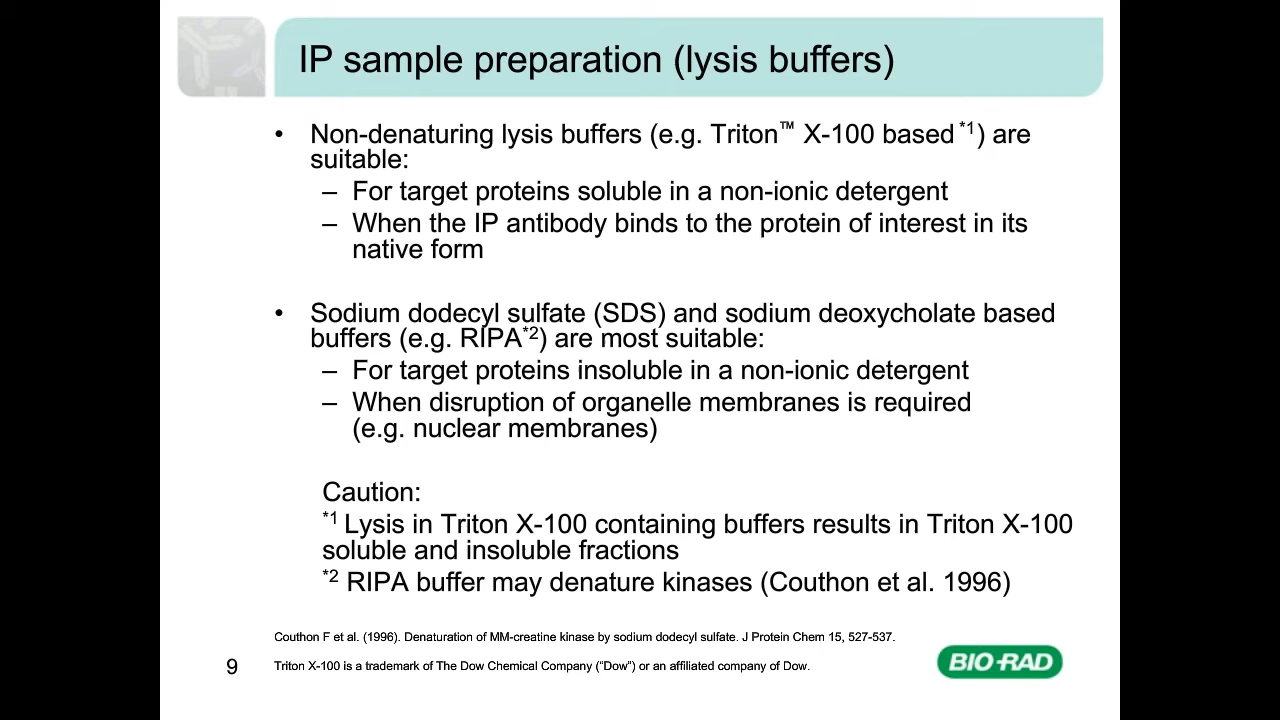 IP sample preparation (lysis buffers)
• Non-denaturing lysis buffers (e.g. Triton™ X-100 based *1) are
suitable:
– For target proteins soluble in a non-ionic detergent
– When the IP antibody binds to the protein of interest in its
native form
• Sodium dodecyl sulfate (SDS) and sodium deoxycholate based
buffers (e.g. RIPA*2) are most suitable:
– For target proteins insoluble in a non-ionic detergent
– When disruption of organelle membranes is required
(e.g. nuclear membranes)
Caution:
*1 Lysis in Triton X-100 containing buffers results in Triton X-100
soluble and insoluble fractions
*2 RIPA buffer may denature kinases (Couthon et al. 1996)
Couthon F et al. (1996). Denaturation of MM-creatine kinase by sodium dodecyl sulfate. J Protein Chem 15, 527-537.
9
Triton X-100 is a trademark of The Dow Chemical Company (“Dow”) or an affiliated company of Dow.
BIO-RAD